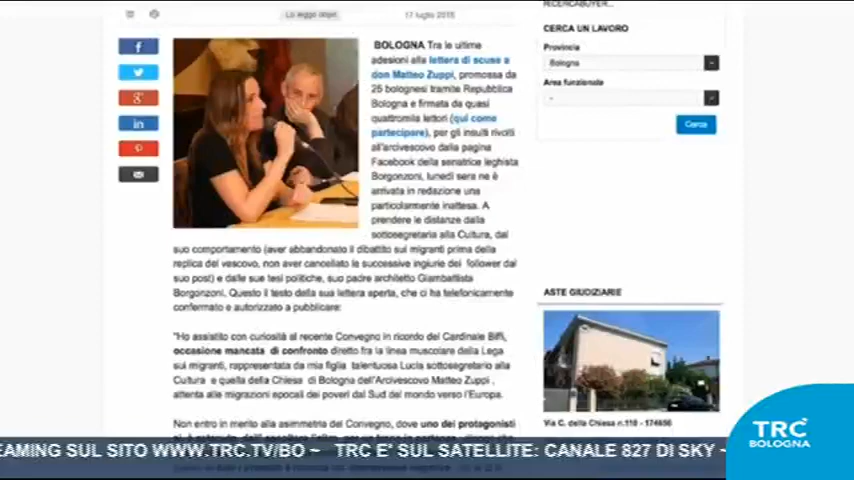 RICERCABUYER...
Lo leggo dopo
17 luglio 2018
CERCA UN LAVORO
Provincia
Bologna
Area funzionale
-
Cerca
BOLOGNA Tra le ultime
adesioni alla lettera di scuse a
don Matteo Zuppi, promossa da
25 bolognesi tramite Repubblica
Bologna e firmata da quasi
quattromila lettori (qui come
partecipare), per gli insulti rivolti
all'arcivescovo dalla pagina
Facebook della senatrice leghista
Borgonzoni, lunedì sera ne è
arrivata in redazione una
particolarmente inattesa. A
prendere le distanze dalla
sottosegretaria alla Cultura, dal
suo comportamento (aver abbandonato il dibattito sui migranti prima della
replica del vescovo, non aver cancellato le successive ingiurie dei follower dal
suo post) e dalle sue tesi politiche, suo padre architetto Giambattista
Borgonzoni. Questo il testo della sua lettera aperta, che ci ha telefonicamente
confermato e autorizzato a pubblicare:
"Ho assistito con curiosità al recente Convegno in ricordo del Cardinale Biffi,
occasione mancata di confronto diretto fra la linea muscolare della Lega
sui migranti, rappresentata da mia figlia talentuosa Lucia sottosegretario alla
Cultura e quella della Chiesa di Bologna dell'Arcivescovo Matteo Zuppi ,
attenta alle migrazioni epocali dei poveri dal Sud del mondo verso l'Europa.
Non entro in merito alla asimmetria del Convegno, dove uno dei protagonisti
ASTE GIUDIZIARIE
Via C. della Chiesa n.110 - 174656
EAMING SUL SITO WWW.TRC.TV/BO ~ TRC E' SUL SATELLITE: CANALE 827 DI SKY ~
TRC
BOLOGNA